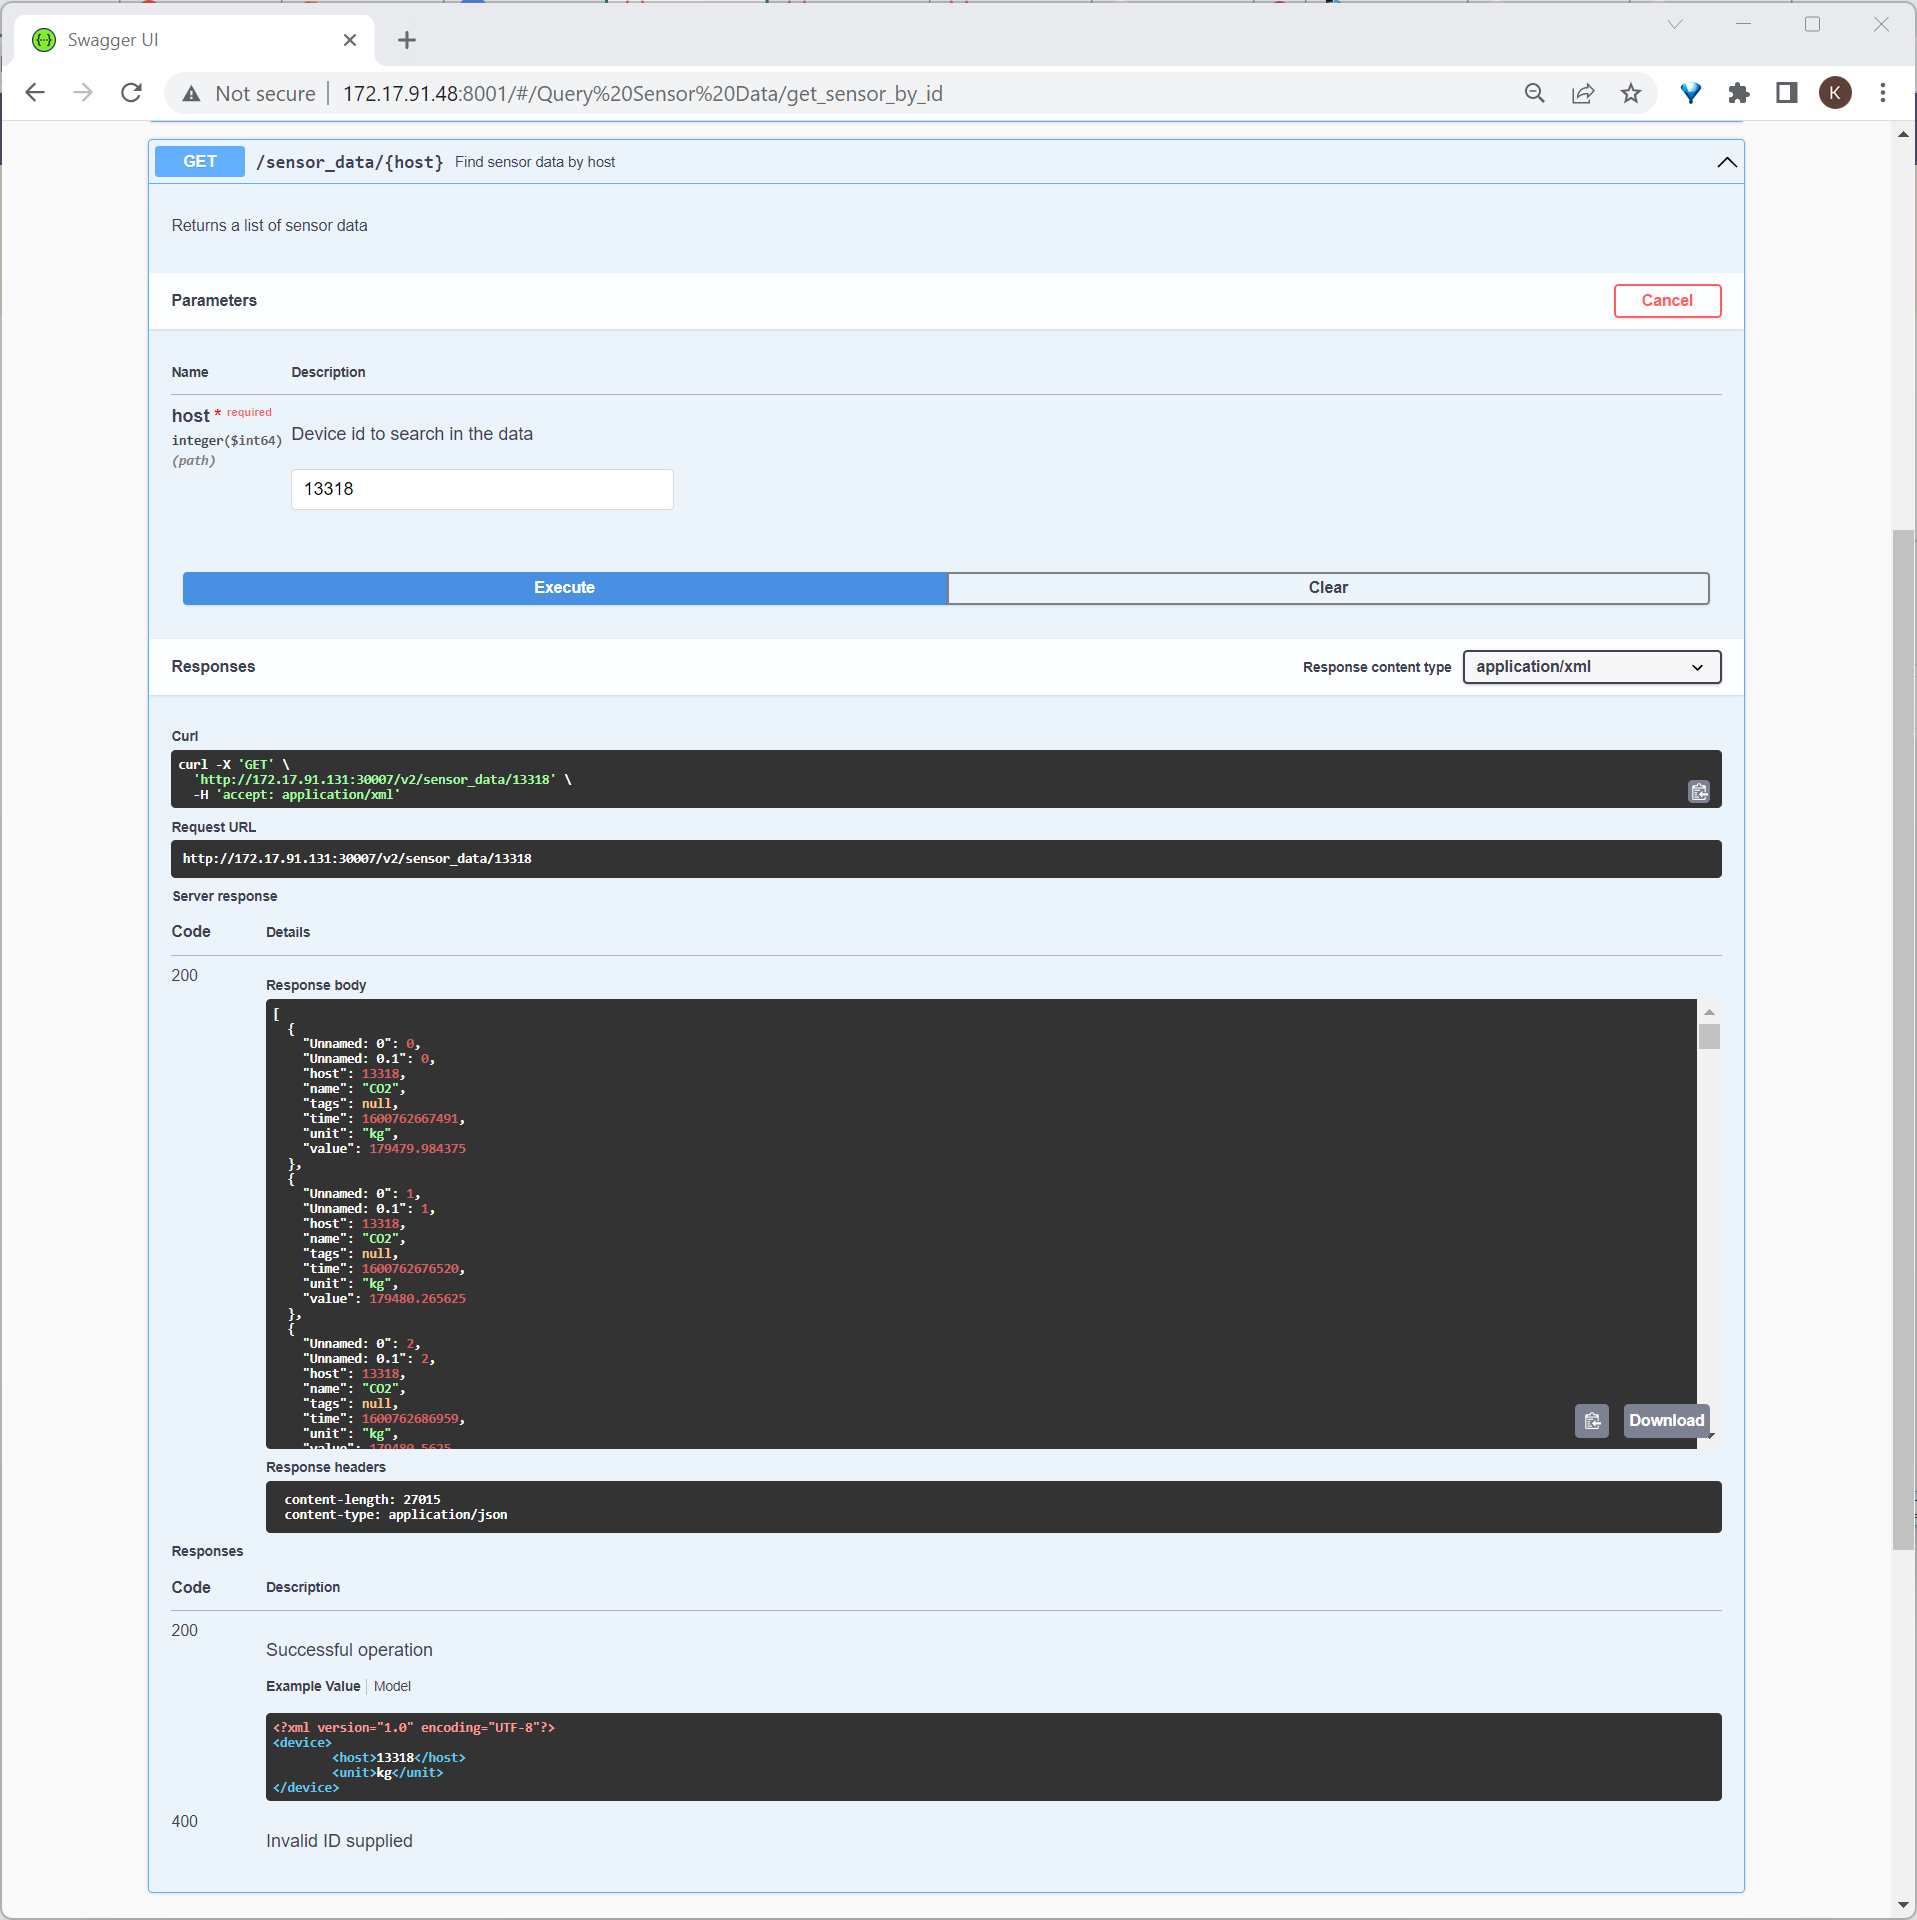 Swagger UI
Not secure
172.17.91.48:8001/#/Query%20Sensor%20Data/get_sensor_by_id
K
GET /sensor_data/{host} Find sensor data by host
Returns a list of sensor data
Parameters
Cancel
Name Description
host * required
integer($int64)
(path)
Device id to search in the data
13318
Execute
Clear
Responses
Response content type
application/xml
Curl
curl -X 'GET' \
'http://172.17.91.131:30007/v2/sensor_data/13318' \
-H 'accept: application/xml'
Request URL
http://172.17.91.131:30007/v2/sensor_data/13318
Server response
Code Details
200
Response body
[
{
"Unnamed: 0": 0,
"Unnamed: 0.1": 0,
"host": 13318,
"name": "CO2",
"tags": null,
"time": 1600762667491,
"unit": "kg",
"value": 179479.984375
},
{
"Unnamed: 0": 1,
"Unnamed: 0.1": 1,
"host": 13318,
"name": "CO2",
"tags": null,
"time": 1600762676520,
"unit": "kg",
"value": 179480.265625
},
{
"Unnamed: 0": 2,
"Unnamed: 0.1": 2,
"host": 13318,
"name": "CO2",
"tags": null,
"time": 1600762686959,
"unit": "kg",
"value": 179480.5625
Download
Response headers
content-length: 27015
content-type: application/json
Responses
Code Description
200
Successful operation
Example Value Model
<?xml version="1.0" encoding="UTF-8"?>
<device>
<host>13318</host>
<unit>kg</unit>
</device>
400
Invalid ID supplied